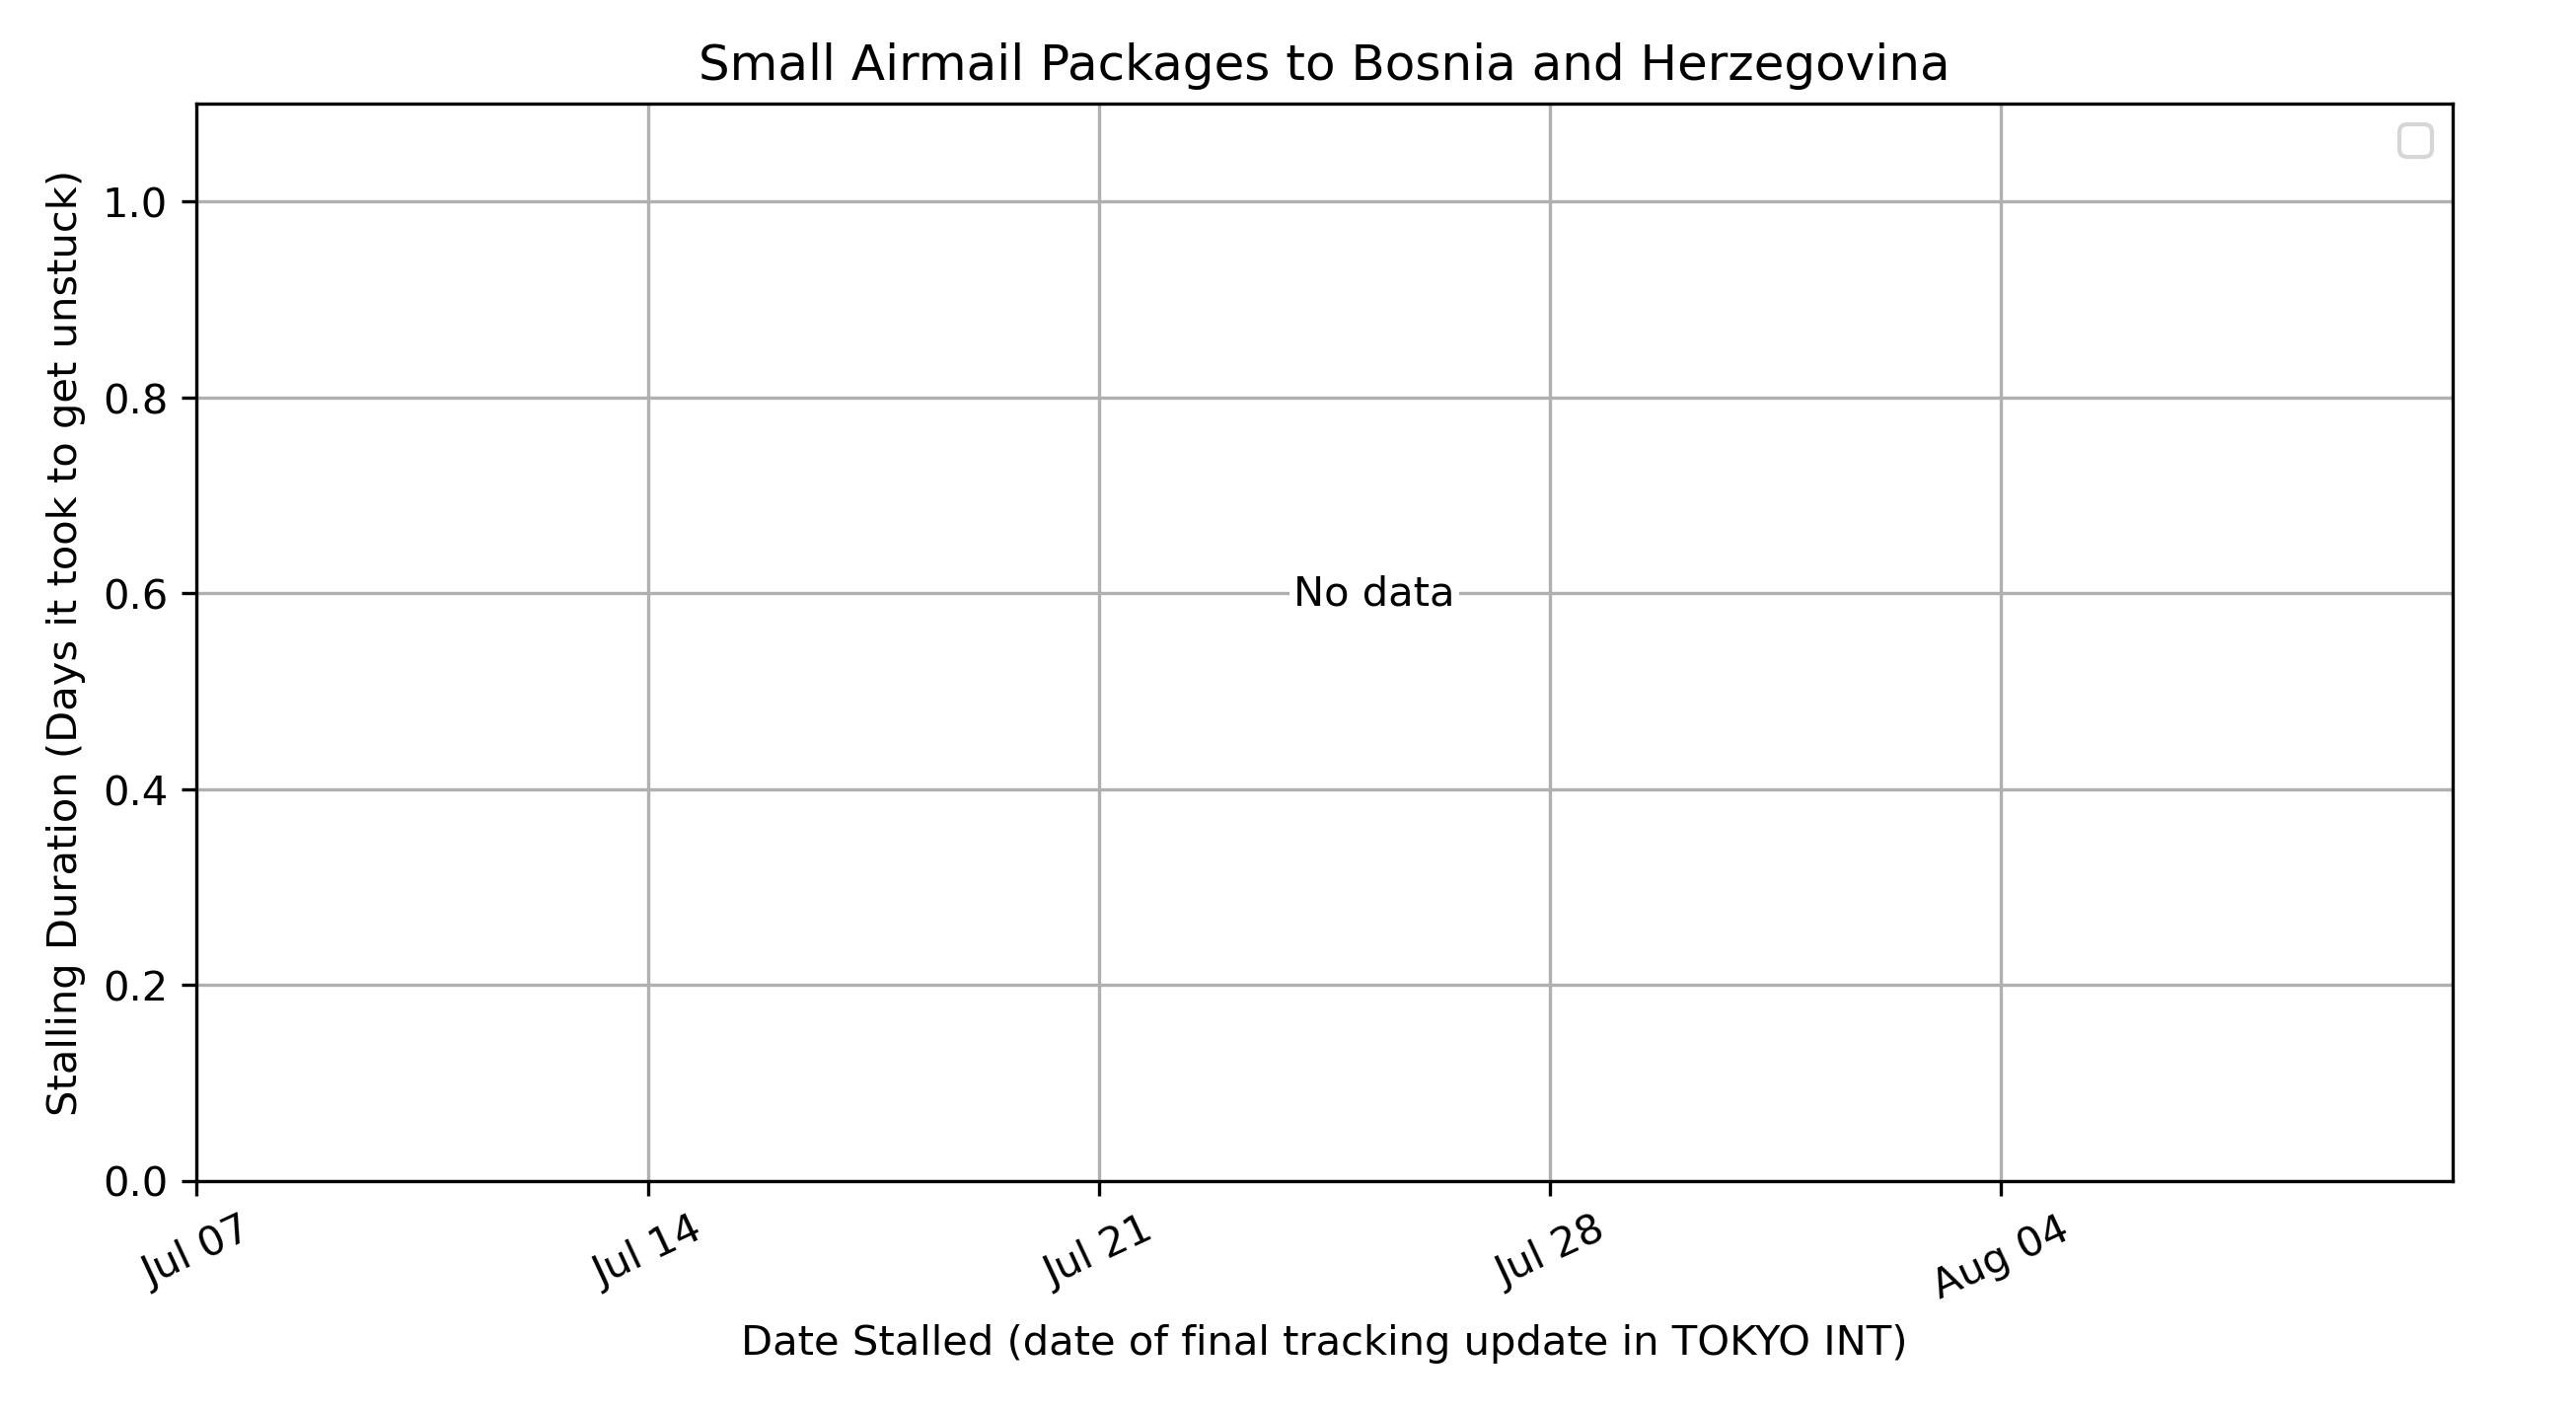 Small Airmail Packages to Bosnia and Herzegovina
Stalling Duration (Days it took to get unstuck)
1.0
0.8
0.6
0.4
0.2
0.0
No data
Jul 07
Jul 14
Jul 21
Jul 28
Aug 04
Date Stalled (date of final tracking update in TOKYO INT)